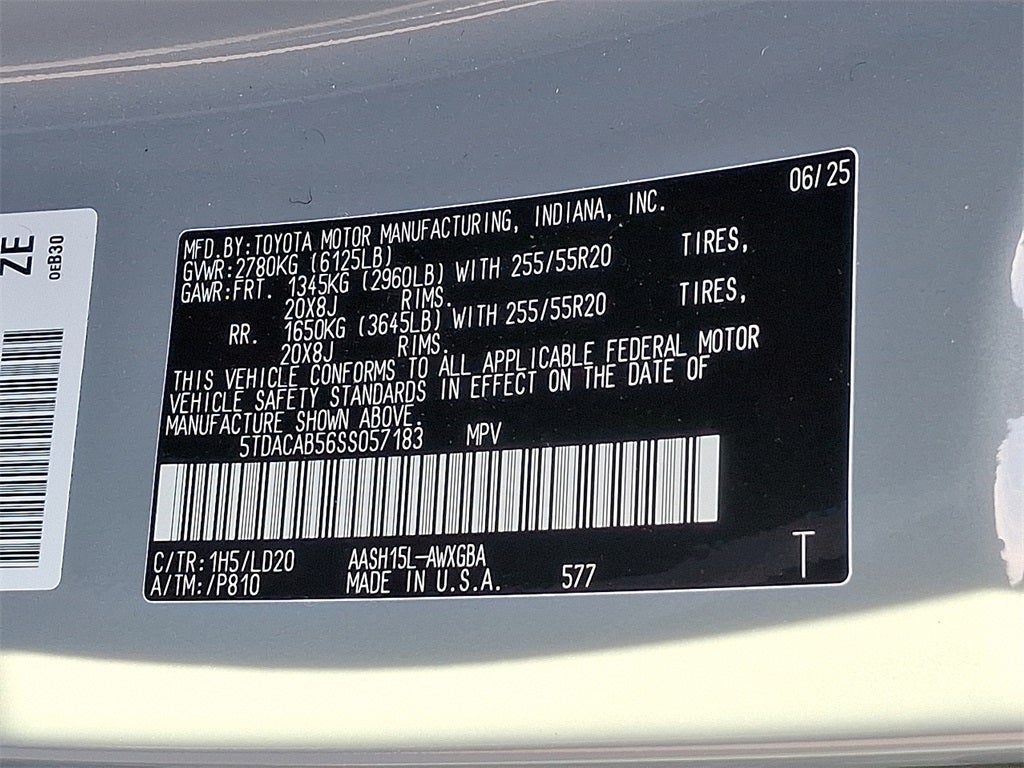 06/25
MFD. BY: TOYOTA MOTOR MANUFACTURING, INDIANA, INC.
GVWR: 2780KG (6125LB)
GAWR: FRT. 1345KG (2960LB) WITH 255/55R20 TIRES,
20X8J RIMS.
RR. 1650KG (3645LB) WITH 255/55R20 TIRES,
20X8J RIMS.
THIS VEHICLE CONFORMS TO ALL APPLICABLE FEDERAL MOTOR
VEHICLE SAFETY STANDARDS IN EFFECT ON THE DATE OF
MANUFACTURE SHOWN ABOVE.
5TDACAB56SS057183 MPV
C/TR: 1H5/LD20 AASH15L-AWXGBA
A/TM: /P810 MADE IN U.S.A. 577 T
ZE
0EB30